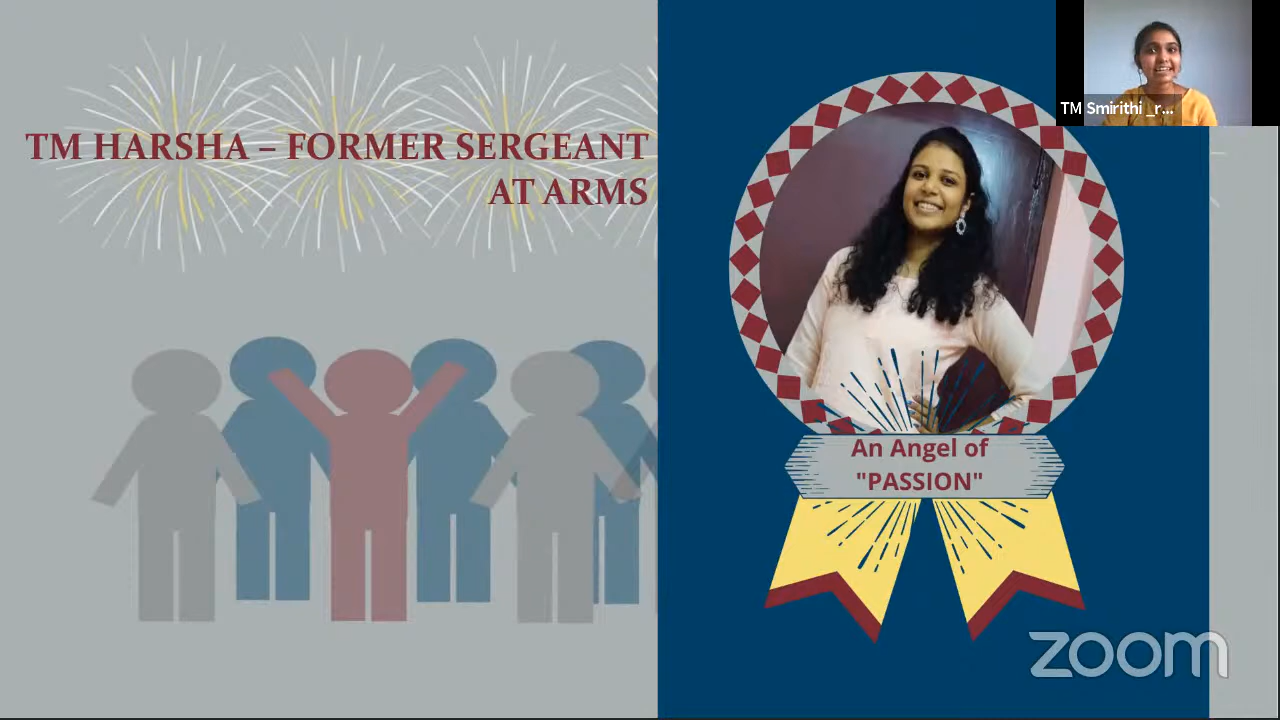 TM HARSHA – FORMER SERGEANT
AT ARMS
TM Smirithi _r...
An Angel of
"PASSION"
zoom